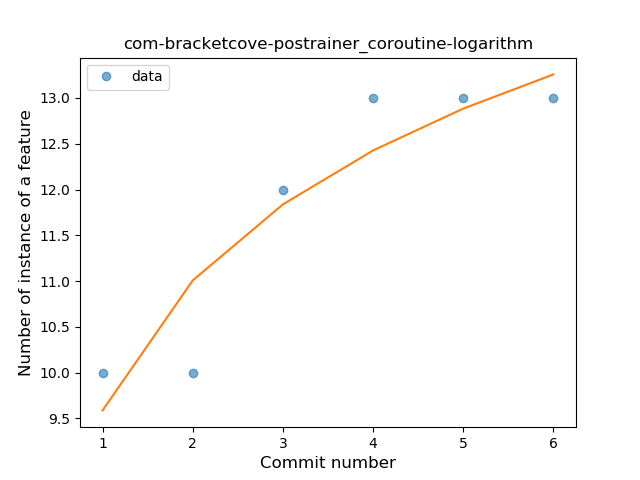 com-bracketcove-postrainer_coroutine-logarithm
data
Number of instance of a feature
13.0
12.5
12.0
11.5
11.0
10.5
10.0
9.5
1 2 3 4 5 6
Commit number